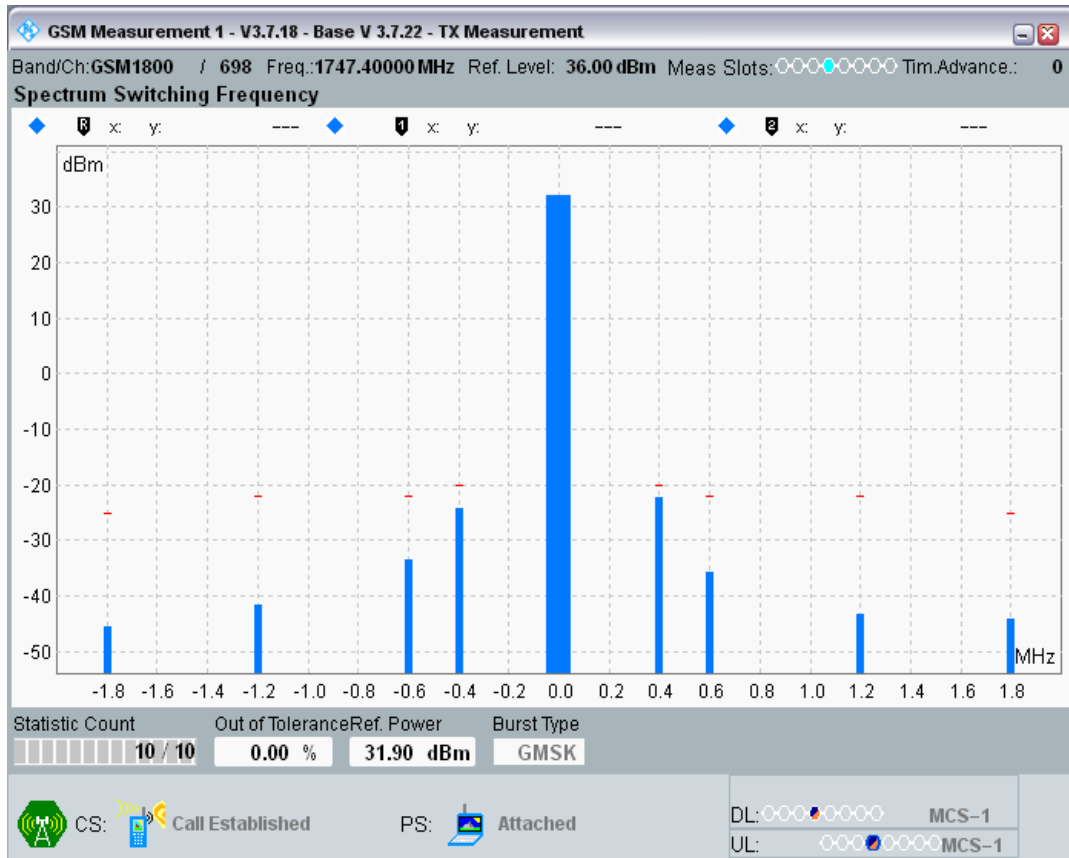 GSM Measurement 1 - V3.7.18 - Base V 3.7.22 - TX Measurement
Band/Ch:GSM1800 / 698 Freq.:1747.40000 MHz Ref. Level: 36.00 dBm Meas Slots: Tim.Advance.: 0
Spectrum Switching Frequency
R x: y: --- 1 x: y: --- 2 x: y: ---
dBm
30
20
10
0
-10
-20
-30
-40
-50
MHz
-1.8 -1.6 -1.4 -1.2 -1.0 -0.8 -0.6 -0.4 -0.2 0.0 0.2 0.4 0.6 0.8 1.0 1.2 1.4 1.6 1.8
Statistic Count Out of Tolerance Ref. Power Burst Type
10 / 10 0.00 % 31.90 dBm GMSK
CS: Call Established PS: Attached
DL: MCS-1
UL: MCS-1